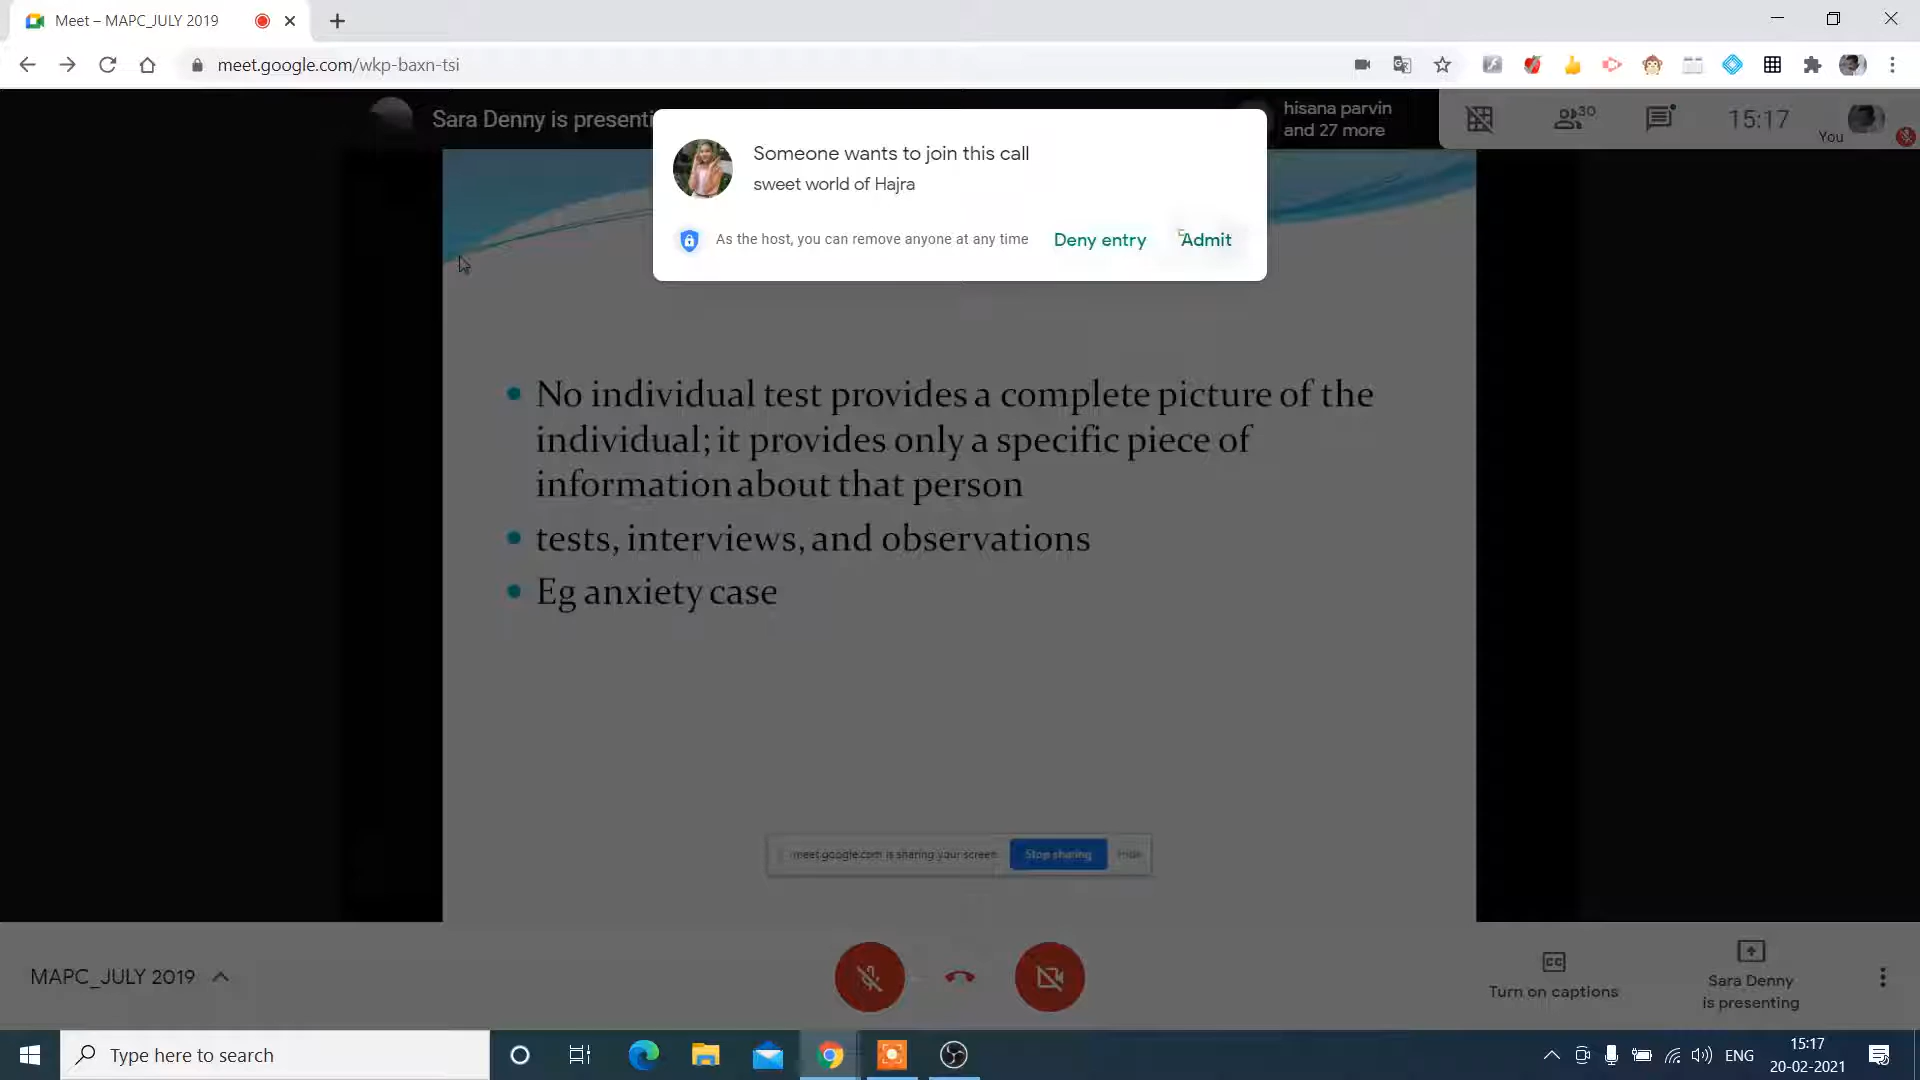 Meet – MAPC_JULY 2019
meet.google.com/wkp-baxn-tsi
Sara Denny is presenti
hisana parvin
and 27 more
30
15:17
You
Someone wants to join this call
sweet world of Hajra
As the host, you can remove anyone at any time
Deny entry
Admit
No individual test provides a complete picture of the
individual; it provides only a specific piece of
information about that person
tests, interviews, and observations
Eg anxiety case
meet.google.com is sharing your screen
Stop sharing
Hide
MAPC_JULY 2019
CC
Turn on captions
Sara Denny
is presenting
Type here to search
ENG
15:17
20-02-2021